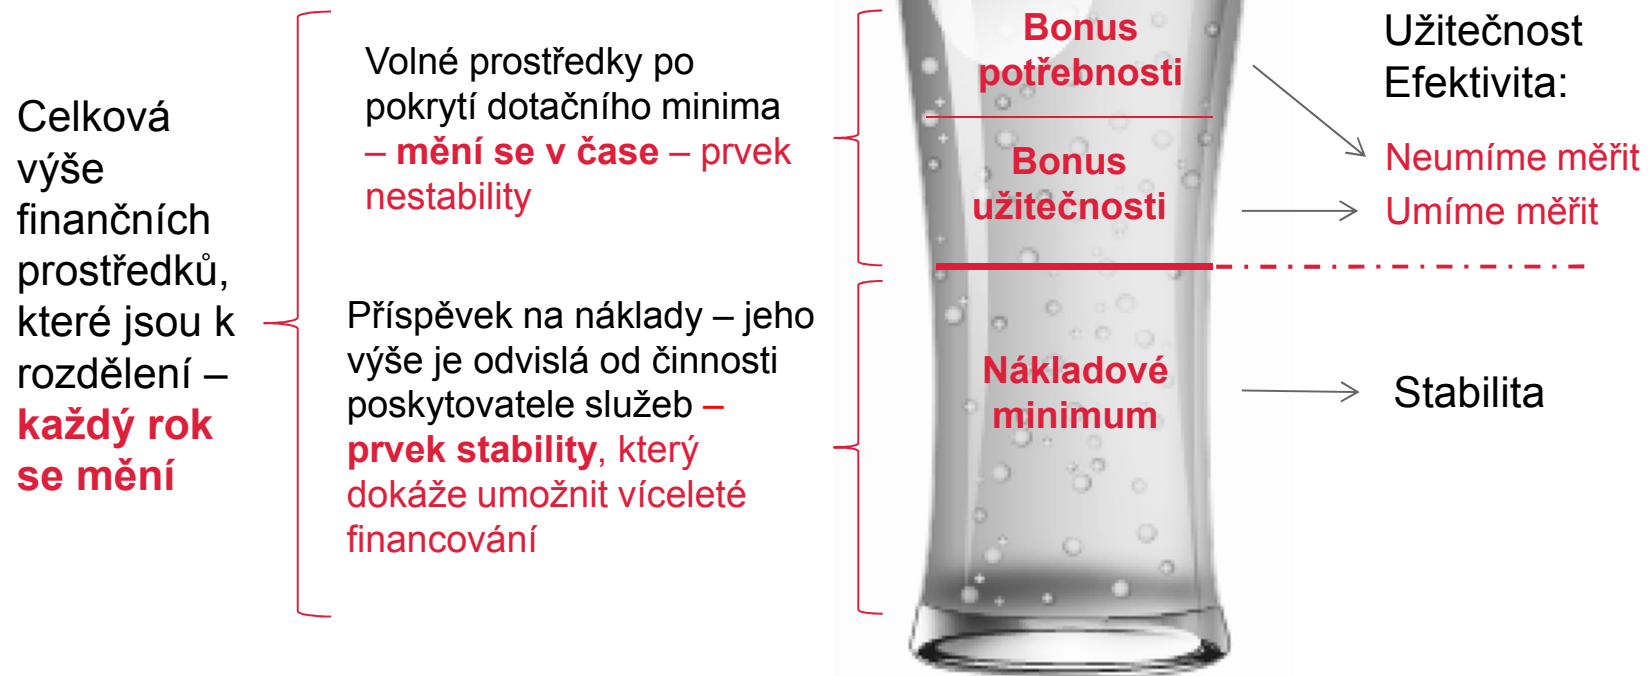 Celková
výše
finančních
prostředků,
které jsou k
rozdělení –
každý rok
se mění
Volné prostředky po
pokrytí dotačního minima
– mění se v čase – prvek
nestability
Příspěvek na náklady – jeho
výše je odvislá od činnosti
poskytovatele služeb –
prvek stability, který
dokáže umožnit víceleté
financování
Bonus
potřebnosti
Bonus
užitečnosti
Nákladové
minimum
Užitečnost
Efektivita:
Neumíme měřit
Umíme měřit
Stabilita